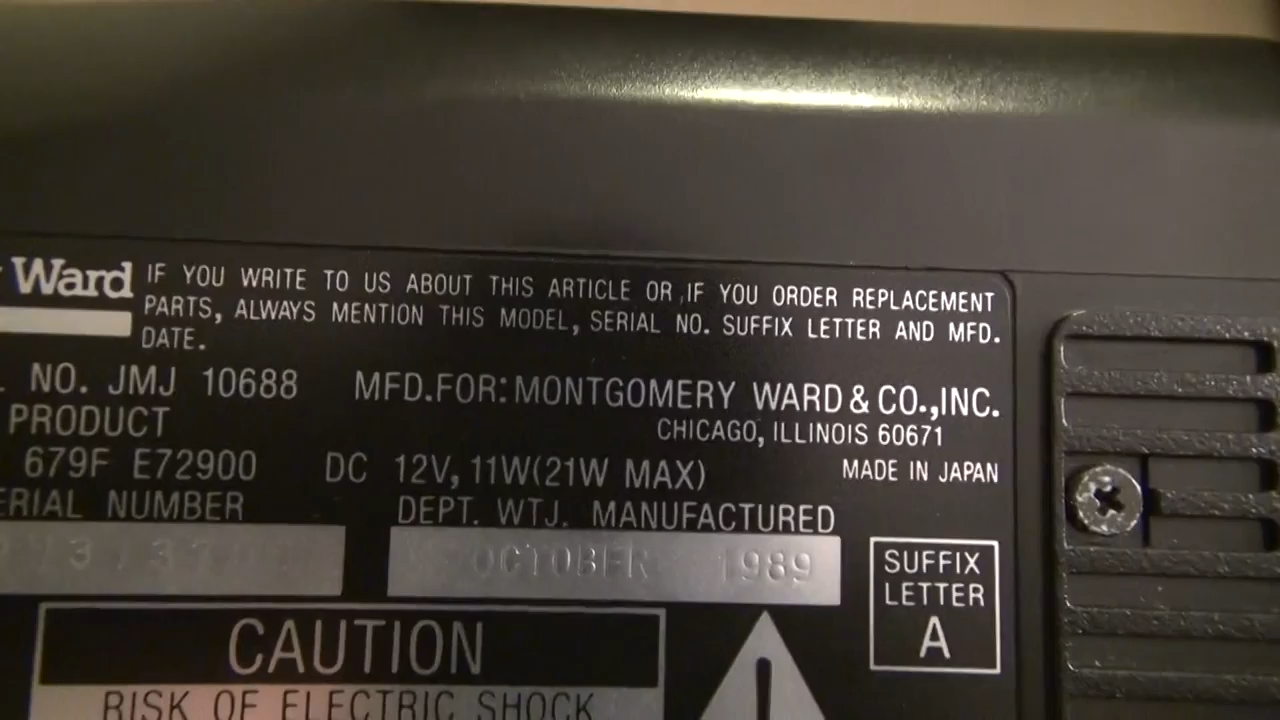 Ward
IF YOU WRITE TO US ABOUT THIS ARTICLE OR, IF YOU ORDER REPLACEMENT
PARTS, ALWAYS MENTION THIS MODEL, SERIAL NO. SUFFIX LETTER AND MFD.
DATE.
NO. JMJ 10688 MFD.FOR: MONTGOMERY WARD & CO., INC.
PRODUCT CHICAGO, ILLINOIS 60671
679F E72900 DC 12V, 11W(21W MAX) MADE IN JAPAN
ERIAL NUMBER DEPT. WTJ. MANUFACTURED
OCTOBER 1989
SUFFIX
LETTER
A
CAUTION
RISK OF ELECTRIC SHOCK